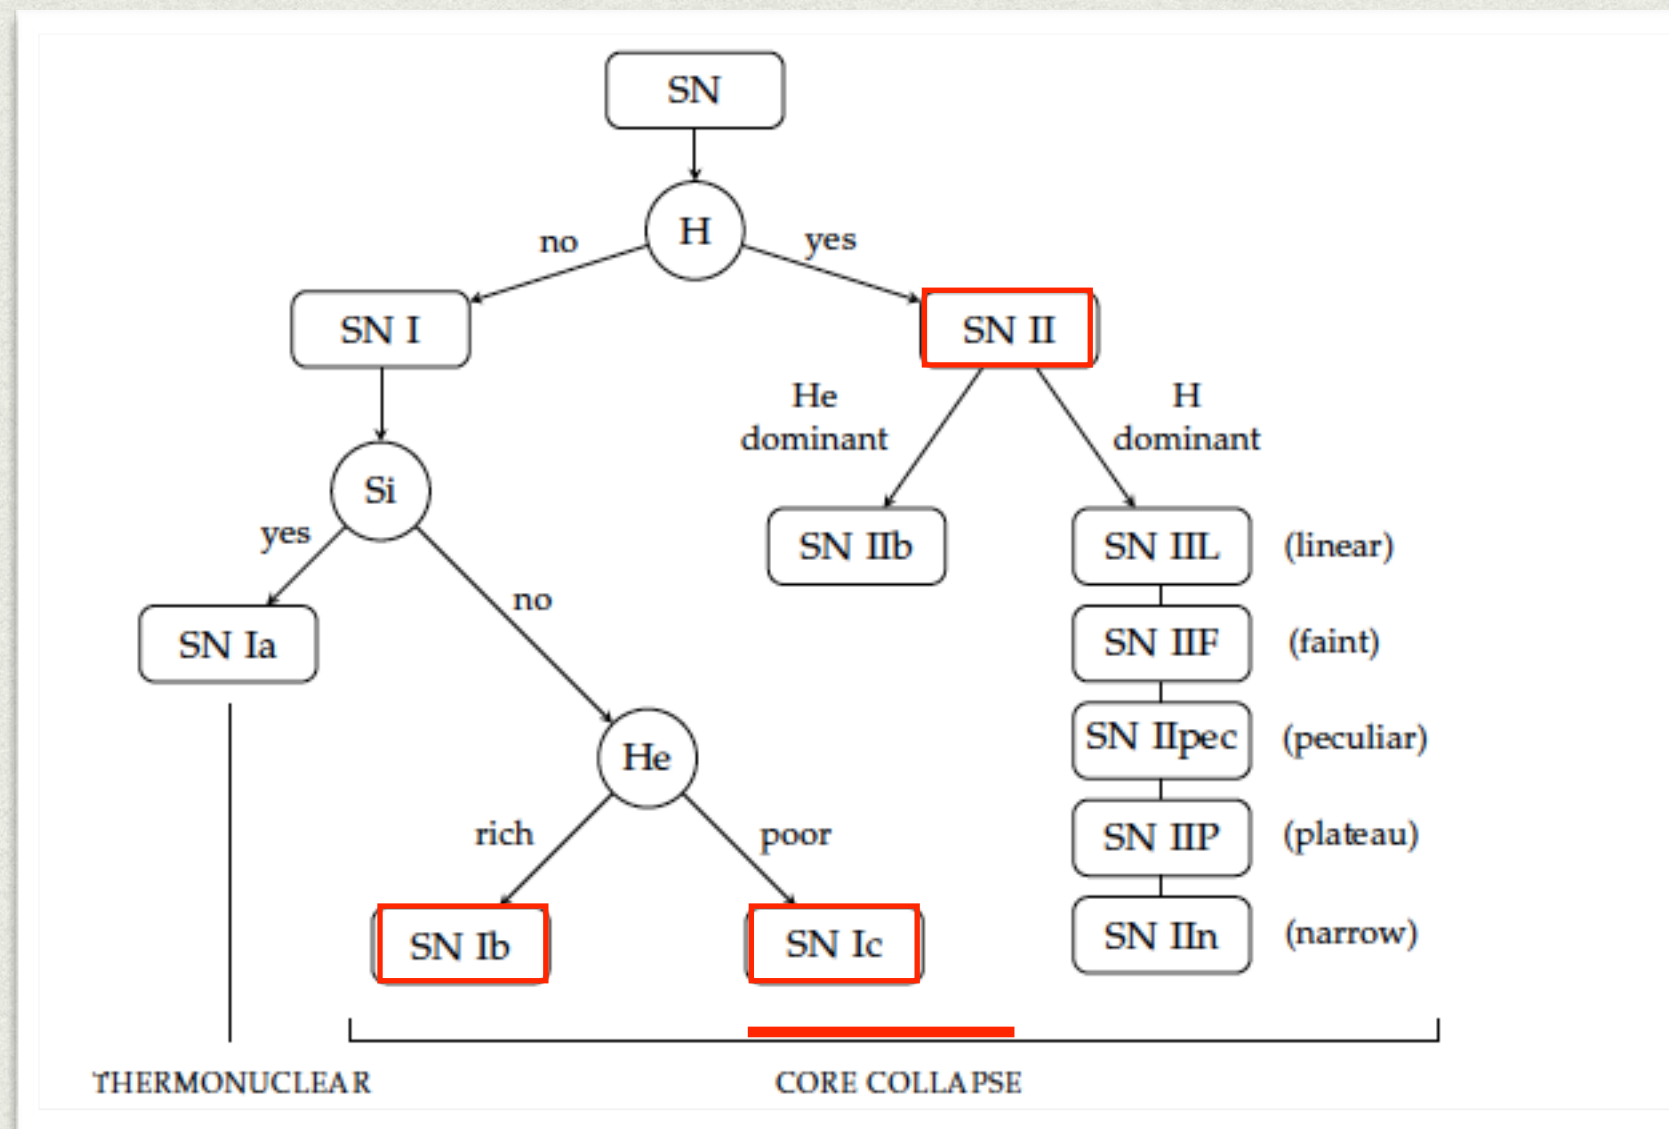 SN
H
no
yes
SN I
SN II
He
dominant
H
dominant
Si
yes
no
SN IIb
SN IIL
(linear)
SN Ia
SN IIF
(faint)
SN IIpec
(peculiar)
He
rich
poor
SN IIP
(plateau)
SN Ib
SN Ic
SN IIn
(narrow)
THERMONUCLEAR
CORE COLLAPSE